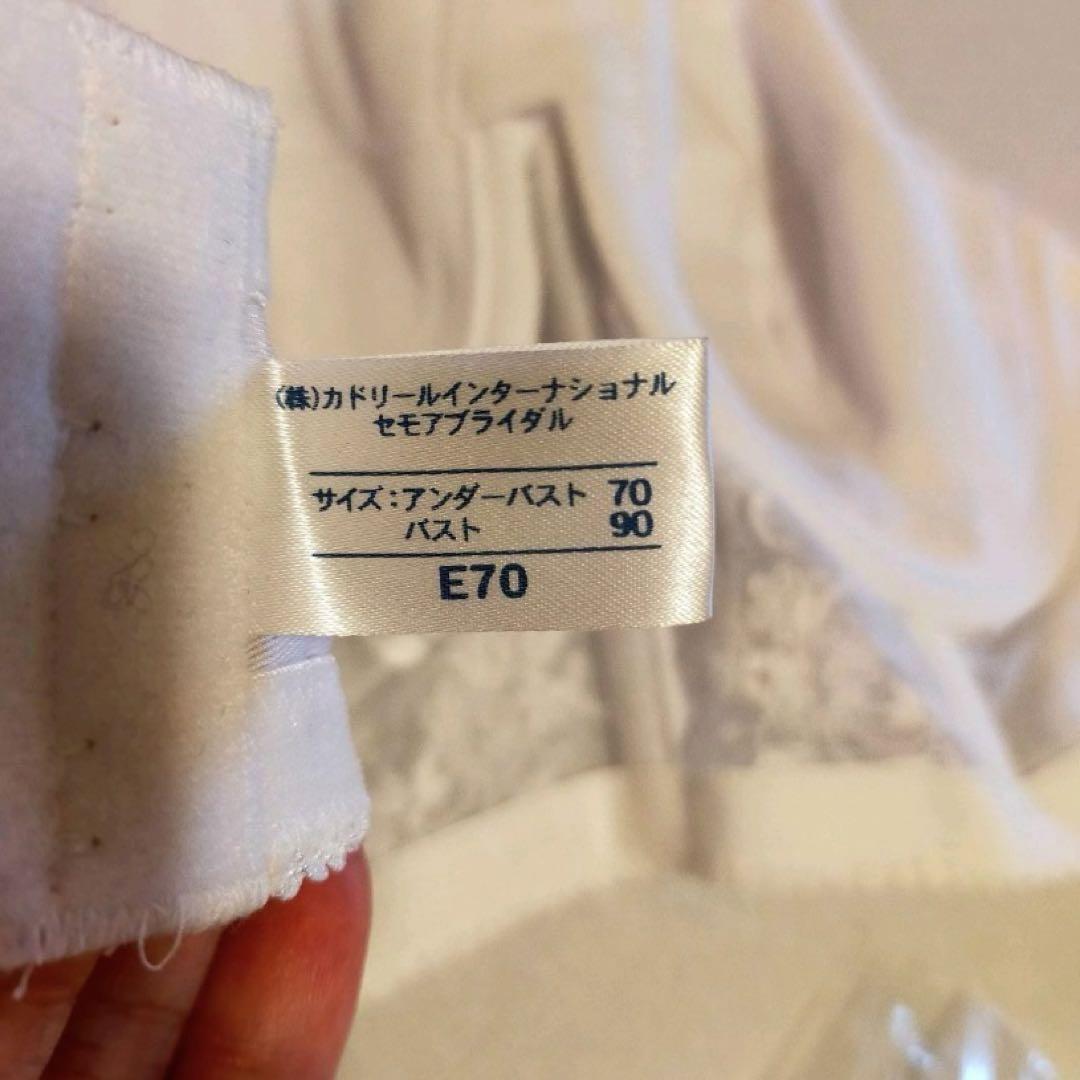 (株)カドリールインターナショナル
セモアブライダル
サイズ:アンダーバスト 70
バスト 90
E70